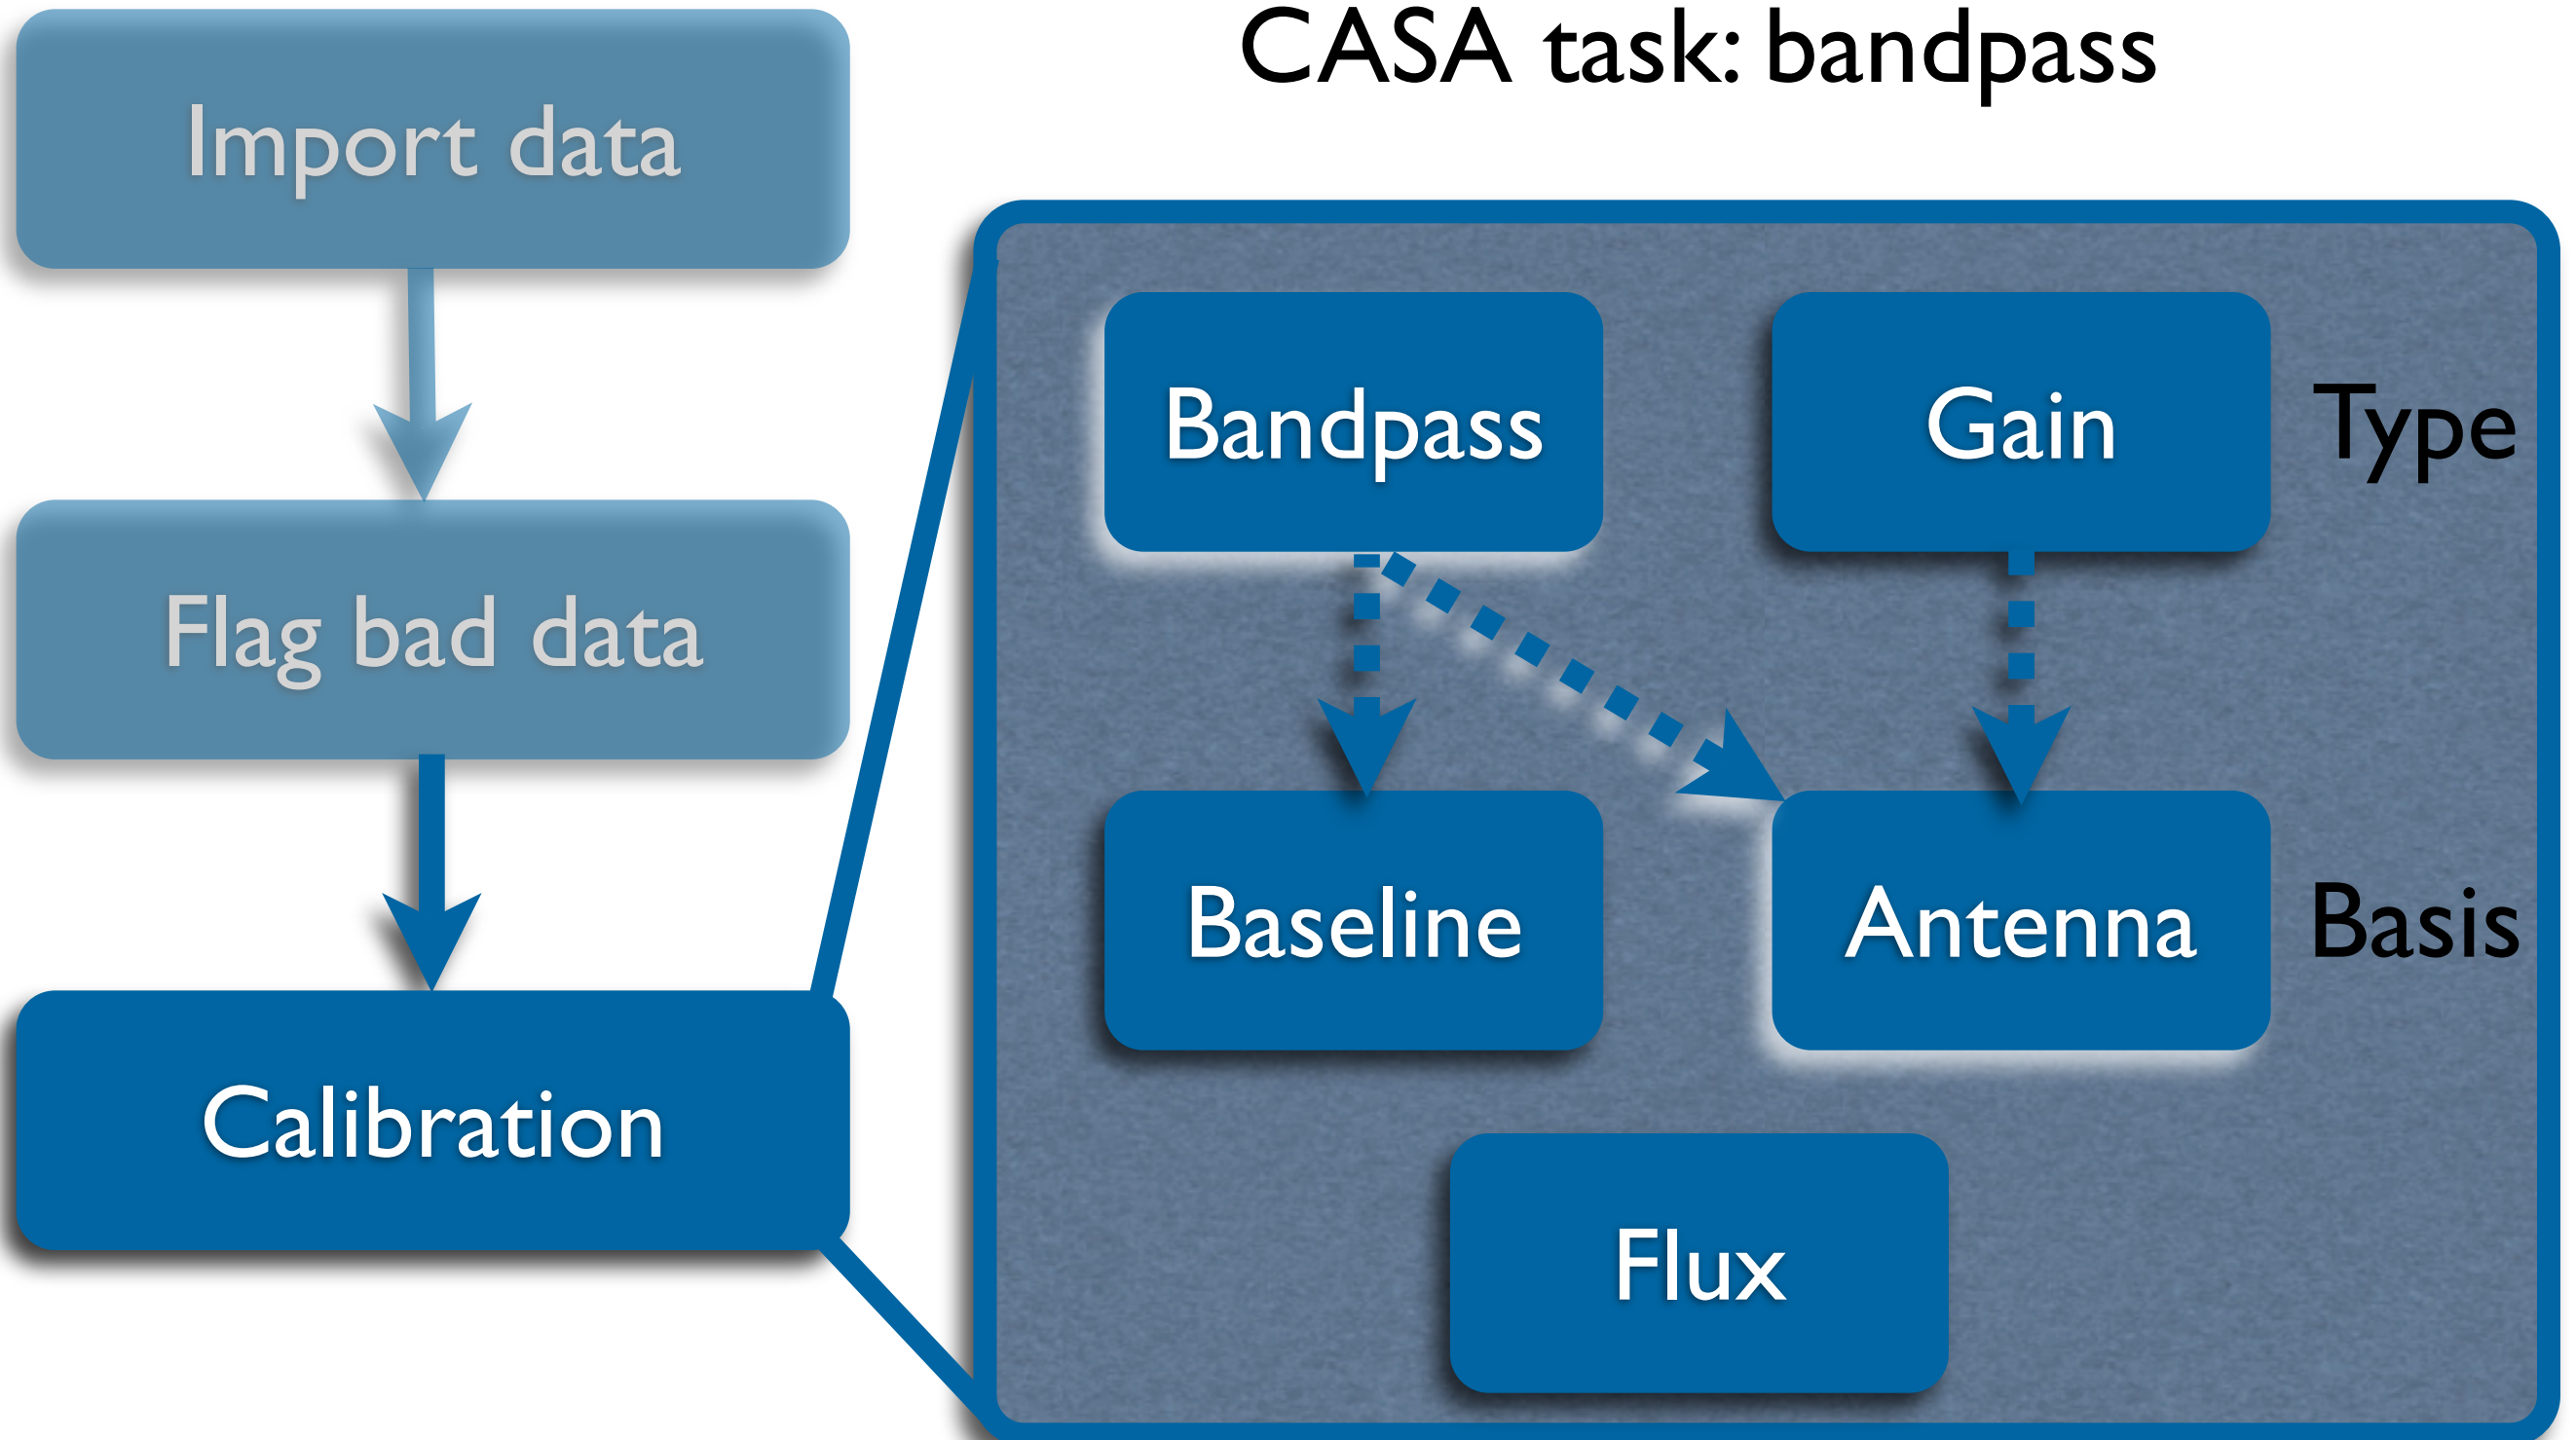 CASA task: bandpass
Import data
Flag bad data
Calibration
Bandpass
Gain
Type
Baseline
Antenna
Basis
Flux